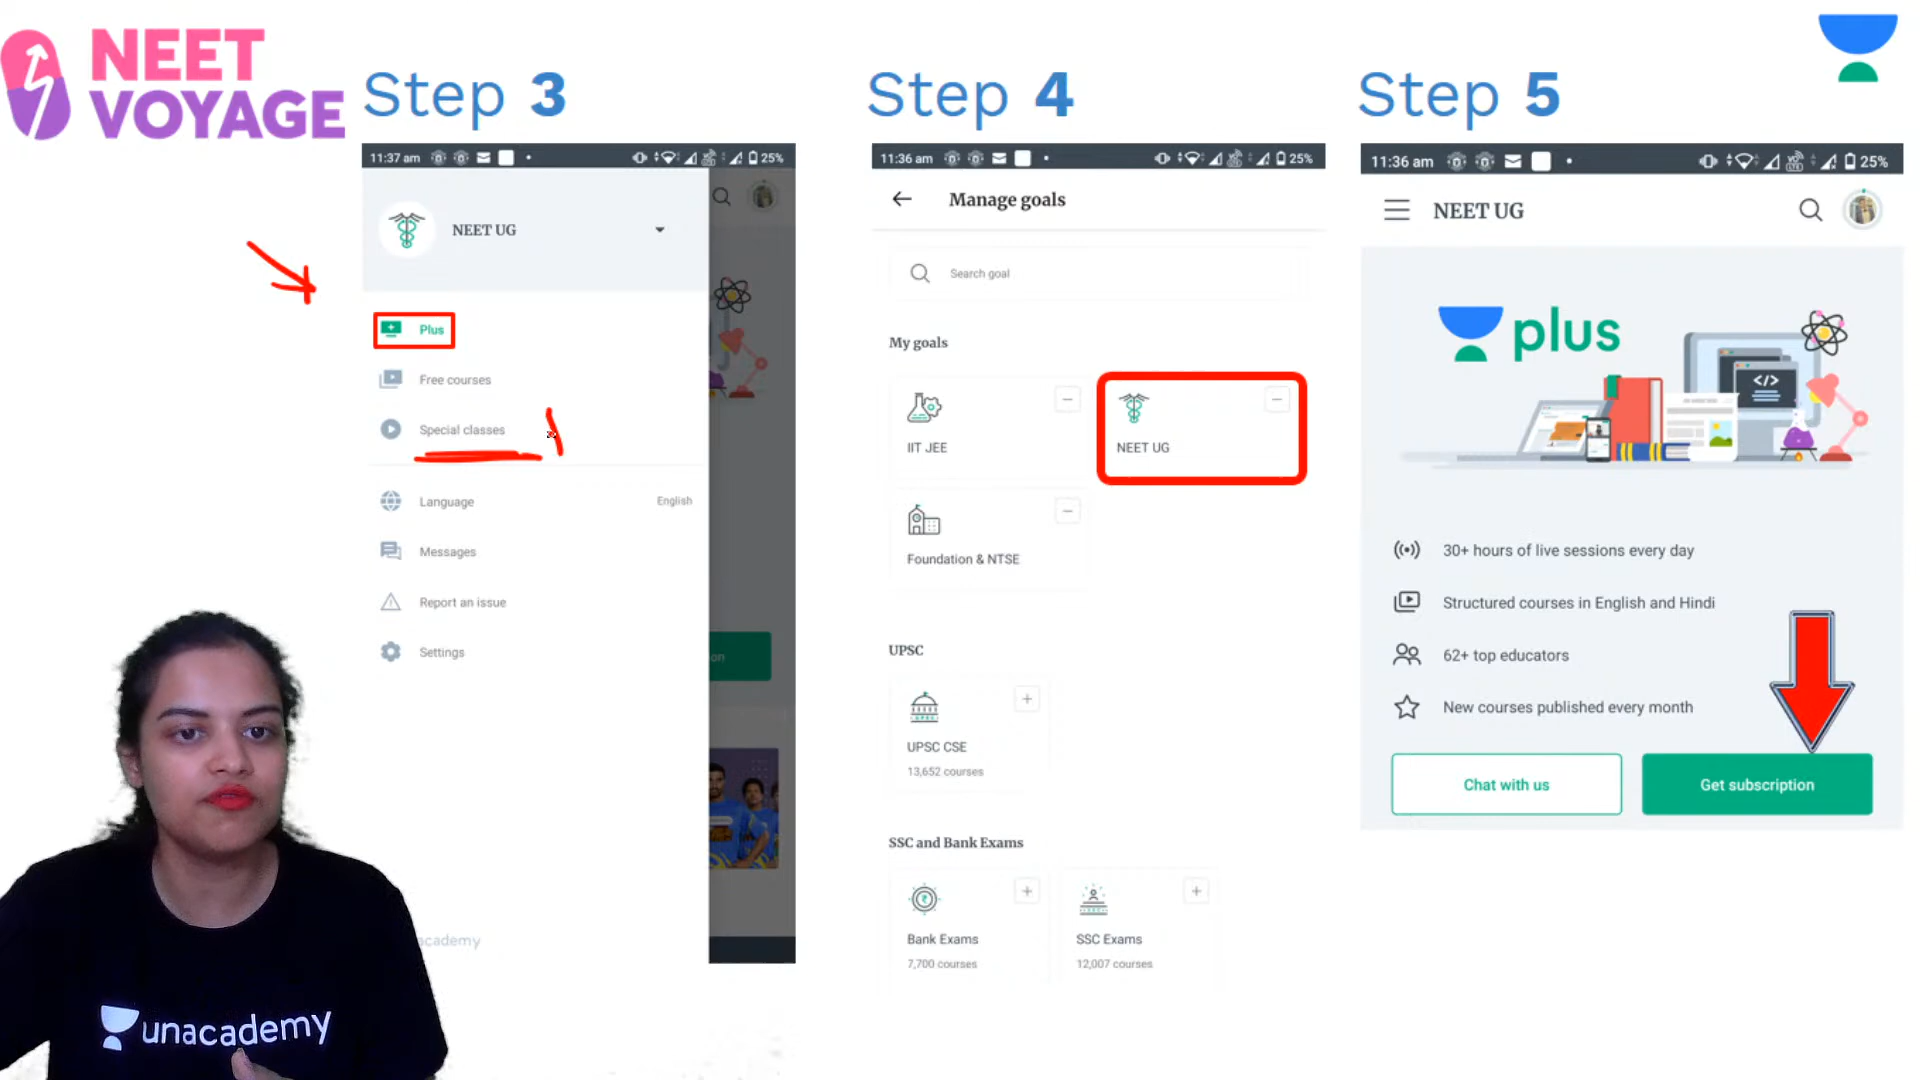 NEET
VOYAGE
Step 3
11:37 am
25%
NEET UG
Plus
Free courses
Special classes
Language
English
Messages
Report an issue
Settings
on
academy
Step 4
11:36 am
25%
Manage goals
Search goal
My goals
IIT JEE
NEET UG
Foundation & NTSE
UPSC
UPSC CSE
13,652 courses
SSC and Bank Exams
Bank Exams
7,700 courses
SSC Exams
12,007 courses
Step 5
11:36 am
25%
NEET UG
plus
30+ hours of live sessions every day
Structured courses in English and Hindi
62+ top educators
New courses published every month
Chat with us
Get subscription
unacademy